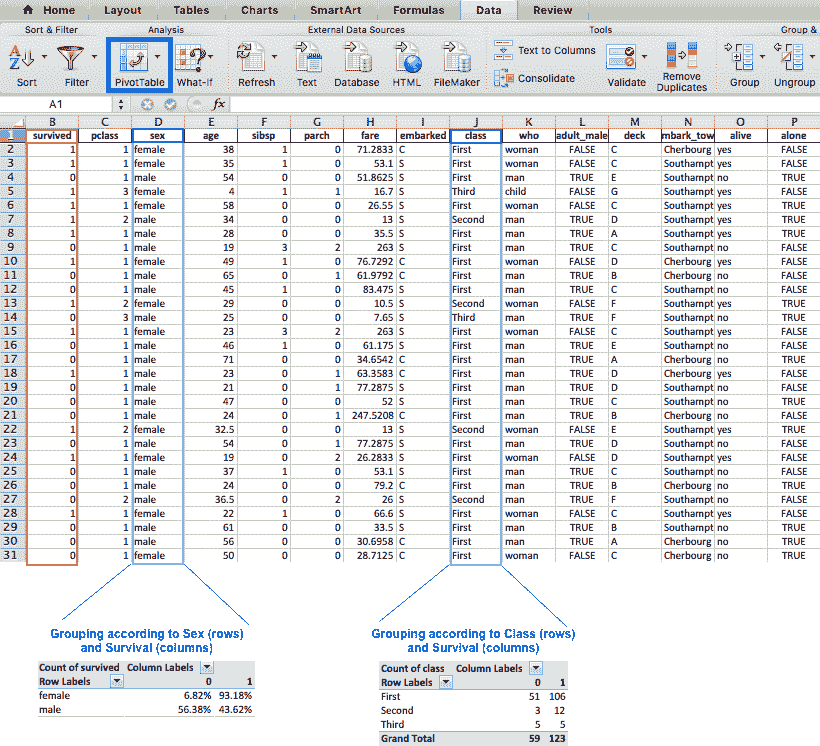 Home Layout Tables Charts SmartArt Formulas Data Review
Sort & Filter Analysis External Data Sources Tools Group &
Sort Filter PivotTable What-If Refresh Text Database HTML FileMaker Text to Columns Consolidate Validate Remove Duplicates Group Ungroup
A1 fx
B C D E F G H I J K L M N O P
1 survived pclass sex age sibsp parch fare embarked class who adult_male deck mbark_tow alive alone
2 1 1 female 38 1 0 71.2833 C First woman FALSE C Cherbourg yes FALSE
3 1 1 female 35 1 0 53.1 S First woman FALSE C Southampt yes FALSE
4 0 1 male 54 0 0 51.8625 S First man TRUE E Southampt no TRUE
5 1 3 female 4 1 1 16.7 S Third child FALSE G Southampt yes FALSE
6 1 1 female 58 0 0 26.55 S First woman FALSE C Southampt yes TRUE
7 1 2 male 34 0 0 13 S Second man TRUE D Southampt yes TRUE
8 1 1 male 28 0 0 35.5 S First man TRUE A Southampt yes TRUE
9 0 1 male 19 3 2 263 S First man TRUE C Southampt no FALSE
10 1 1 female 49 1 0 76.7292 C First woman FALSE D Cherbourg yes FALSE
11 0 1 male 65 0 1 61.9792 C First man TRUE B Cherbourg no FALSE
12 0 1 male 45 1 0 83.475 S First man TRUE C Southampt no FALSE
13 1 2 female 29 0 0 10.5 S Second woman FALSE F Southampt yes TRUE
14 0 3 male 25 0 0 7.65 S Third man TRUE F Southampt no TRUE
15 1 1 female 23 3 2 263 S First woman FALSE C Southampt yes FALSE
16 0 1 male 46 1 0 61.175 S First man TRUE E Southampt no FALSE
17 0 1 male 71 0 0 34.6542 C First man TRUE A Cherbourg no TRUE
18 1 1 male 23 0 1 63.3583 C First man TRUE D Cherbourg yes FALSE
19 0 1 male 21 0 1 77.2875 S First man TRUE D Southampt no FALSE
20 0 1 male 47 0 0 52 S First man TRUE C Southampt no TRUE
21 0 1 male 24 0 1 247.5208 C First man TRUE B Cherbourg no FALSE
22 1 2 female 32.5 0 0 13 S Second woman FALSE E Southampt yes TRUE
23 0 1 male 54 0 1 77.2875 S First man TRUE D Southampt no FALSE
24 1 1 female 19 0 2 26.2833 S First woman FALSE D Southampt yes FALSE
25 0 1 male 37 1 0 53.1 S First man TRUE C Southampt no FALSE
26 0 1 male 24 0 0 79.2 C First man TRUE B Cherbourg no TRUE
27 0 2 male 36.5 0 2 26 S Second man TRUE F Southampt no FALSE
28 1 1 female 22 1 0 66.6 S First woman FALSE C Southampt yes FALSE
29 0 1 male 61 0 0 33.5 S First man TRUE B Southampt no TRUE
30 0 1 male 56 0 0 30.6958 C First man TRUE A Cherbourg no TRUE
31 0 1 female 50 0 0 28.7125 C First woman FALSE C Cherbourg no TRUE
Grouping according to Sex (rows)
and Survival (columns)
Count of survived Column Labels
Row Labels 0 1
female 6.82% 93.18%
male 56.38% 43.62%
Grouping according to Class (rows)
and Survival (columns)
Count of class Column Labels
Row Labels 0 1
First 51 106
Second 3 12
Third 5 5
Grand Total 59 123